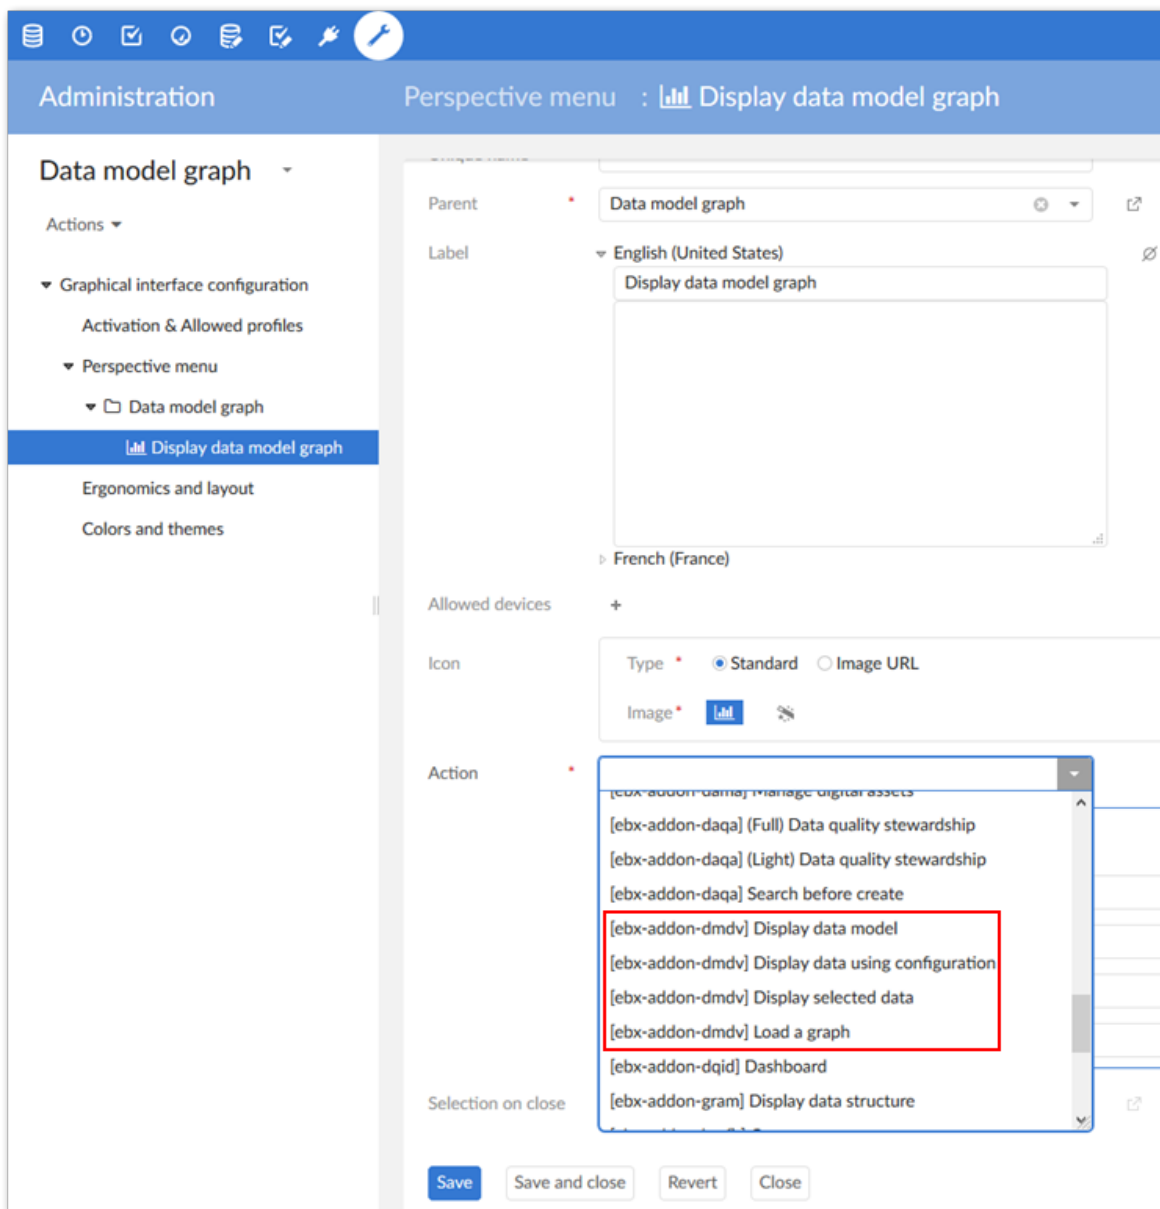 Administration
Perspective menu : Display data model graph
Data model graph
Actions
Graphical interface configuration
Activation & Allowed profiles
Perspective menu
Data model graph
Display data model graph
Ergonomics and layout
Colors and themes
Parent * Data model graph
Label English (United States)
Display data model graph
French (France)
Allowed devices +
Icon Type * Standard Image URL
Image *
Action *
[ebx-addon-dama] Manage digital assets
[ebx-addon-daqa] (Full) Data quality stewardship
[ebx-addon-daqa] (Light) Data quality stewardship
[ebx-addon-daqa] Search before create
[ebx-addon-dmdv] Display data model
[ebx-addon-dmdv] Display data using configuration
[ebx-addon-dmdv] Display selected data
[ebx-addon-dmdv] Load a graph
[ebx-addon-dqid] Dashboard
[ebx-addon-gram] Display data structure
Selection on close
Save Save and close Revert Close